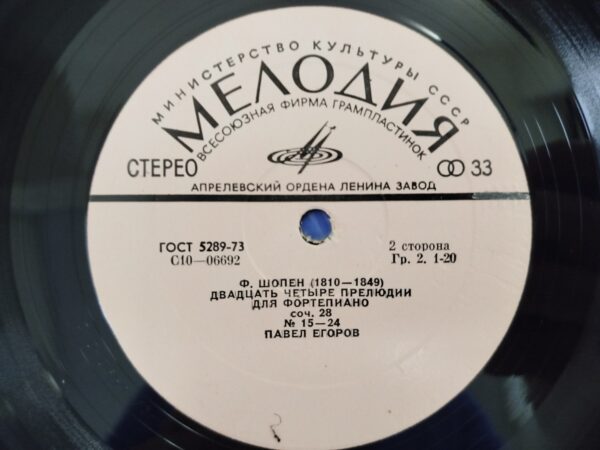 МИНИСТЕРСТВО КУЛЬТУРЫ СССР
МЕЛОДИЯ
ВСЕСОЮЗНАЯ ФИРМА ГРАМПЛАСТИНОК
СТЕРЕО
33
АПРЕЛЕВСКИЙ ОРДЕНА ЛЕНИНА ЗАВОД
ГОСТ 5289-73
С10—06692
2 сторона
Гр. 2. 1-20
Ф. ШОПЕН (1810—1849)
ДВАДЦАТЬ ЧЕТЫРЕ ПРЕЛЮДИИ
ДЛЯ ФОРТЕПИАНО
соч. 28
№ 15—24
ПАВЕЛ ЕГОРОВ